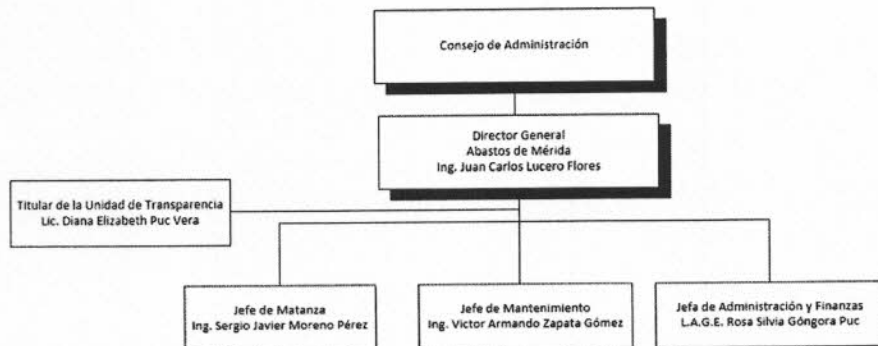 Consejo de Administración
Director General
Abastos de Mérida
Ing. Juan Carlos Lucero Flores
Titular de la Unidad de Transparencia
Lic. Diana Elizabeth Puc Vera
Jefe de Matanza
Ing. Sergio Javier Moreno Pérez
Jefe de Mantenimiento
Ing. Victor Armando Zapata Gómez
Jefa de Administración y Finanzas
L.A.G.E. Rosa Silvia Góngora Puc